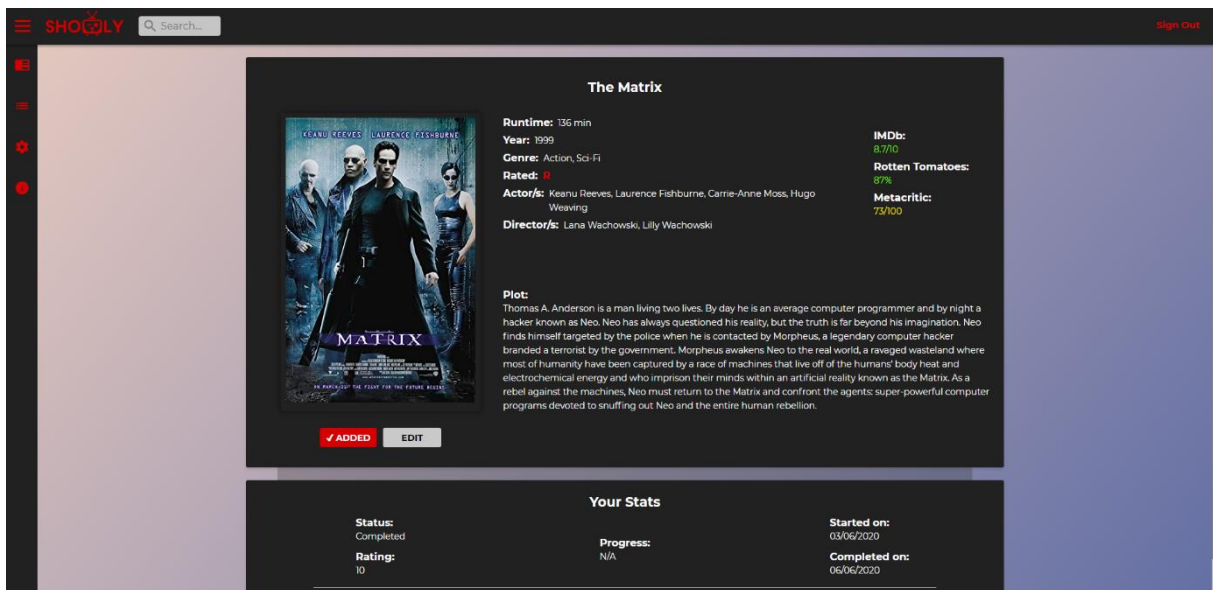 SHOWLY
Search...
Sign Out
The Matrix
KEANU REEVES LAURENCE FISHBURNE
MATRIX
ON MARCH 31ST THE FIGHT FOR THE FUTURE BEGINS
✓ ADDED
EDIT
Runtime: 136 min
Year: 1999
Genre: Action, Sci-Fi
Rated: R
Actor/s: Keanu Reeves, Laurence Fishburne, Carrie-Anne Moss, Hugo
Weaving
Director/s: Lana Wachowski, Lilly Wachowski
IMDb:
8.7/10
Rotten Tomatoes:
87%
Metacritic:
73/100
Plot:
Thomas A. Anderson is a man living two lives. By day he is an average computer programmer and by night a
hacker known as Neo. Neo has always questioned his reality, but the truth is far beyond his imagination. Neo
finds himself targeted by the police when he is contacted by Morpheus, a legendary computer hacker
branded a terrorist by the government. Morpheus awakens Neo to the real world, a ravaged wasteland where
most of humanity have been captured by a race of machines that live off of the humans' body heat and
electrochemical energy and who imprison their minds within an artificial reality known as the Matrix. As a
rebel against the machines, Neo must return to the Matrix and confront the agents: super-powerful computer
programs devoted to snuffing out Neo and the entire human rebellion.
Your Stats
Status:
Completed
Rating:
10
Progress:
N/A
Started on:
03/06/2020
Completed on:
06/06/2020